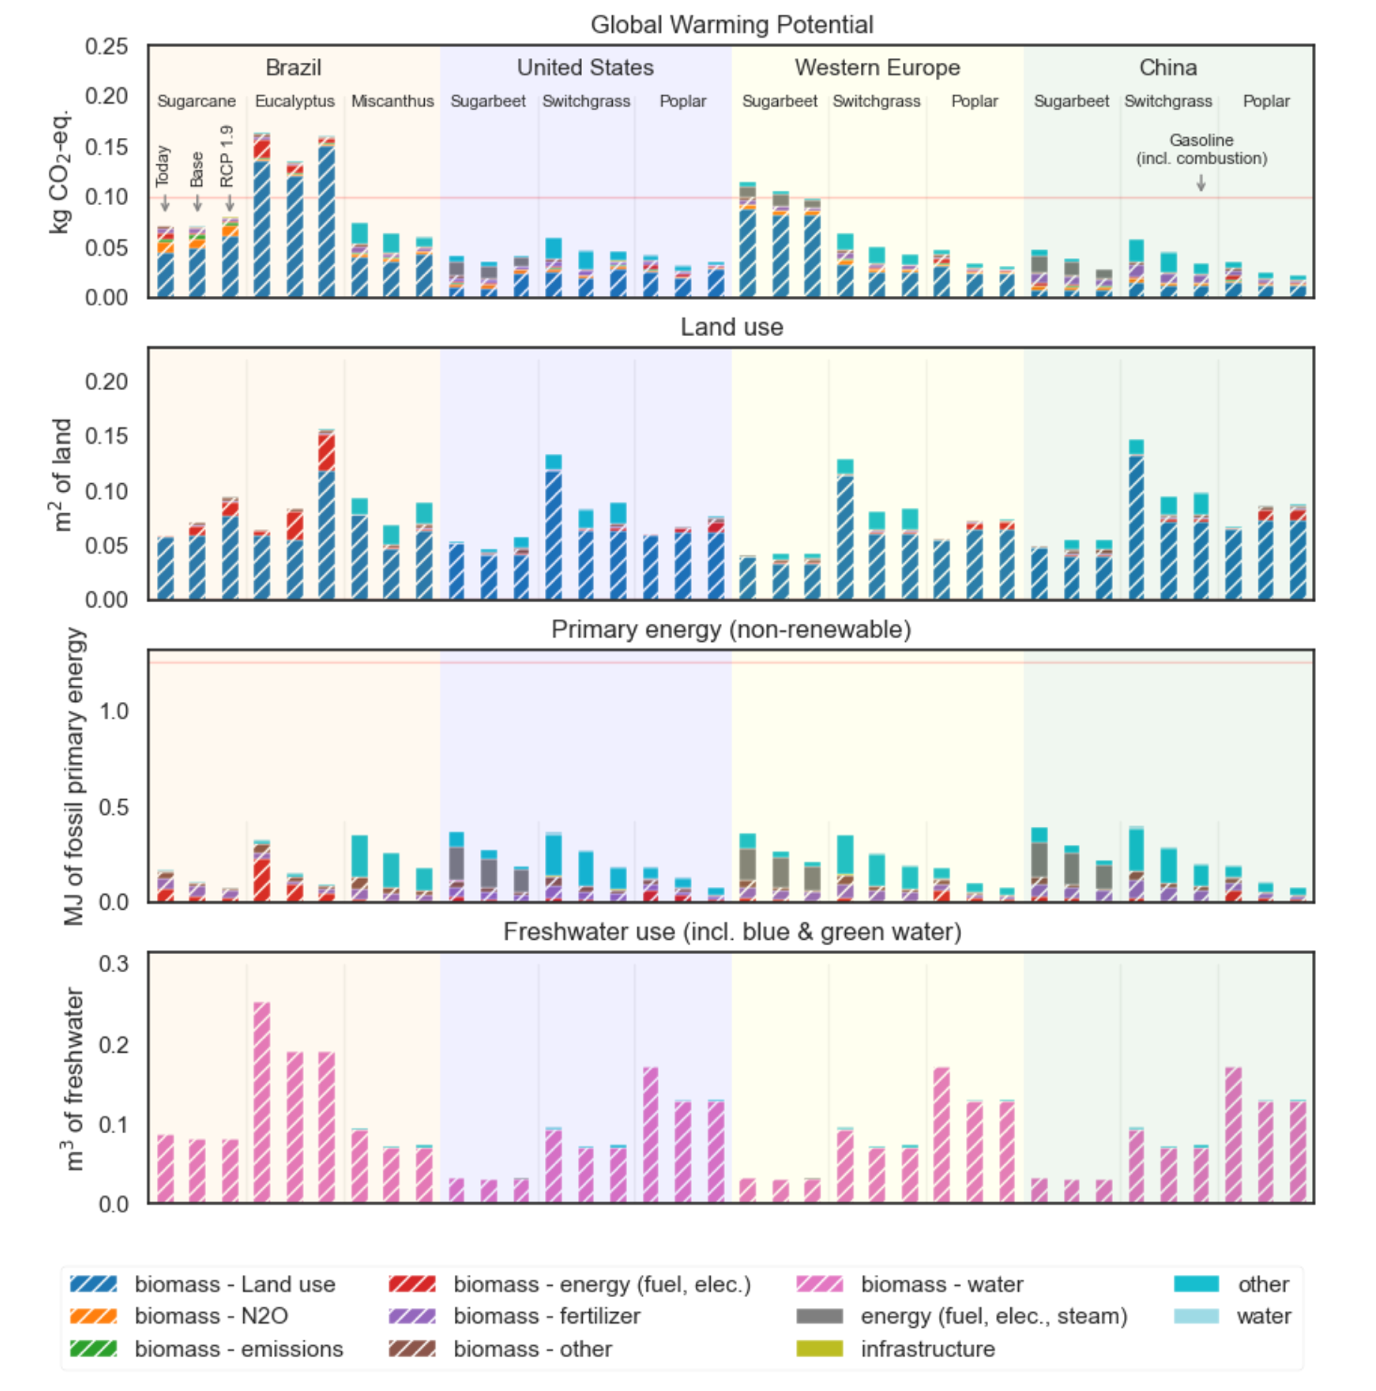 Global Warming Potential
kg CO2-eq.
0.25
0.20
0.15
0.10
0.05
0.00
Brazil
United States
Western Europe
China
Sugarcane
Eucalyptus
Miscanthus
Sugarbeet
Switchgrass
Poplar
Sugarbeet
Switchgrass
Poplar
Sugarbeet
Switchgrass
Poplar
Today
Base
RCP 1.9
Gasoline
(incl. combustion)
Land use
m2 of land
0.20
0.15
0.10
0.05
0.00
Primary energy (non-renewable)
MJ of fossil primary energy
1.0
0.5
0.0
Freshwater use (incl. blue & green water)
m3 of freshwater
0.3
0.2
0.1
0.0
biomass - Land use
biomass - N2O
biomass - emissions
biomass - energy (fuel, elec.)
biomass - fertilizer
biomass - other
biomass - water
energy (fuel, elec., steam)
infrastructure
other
water